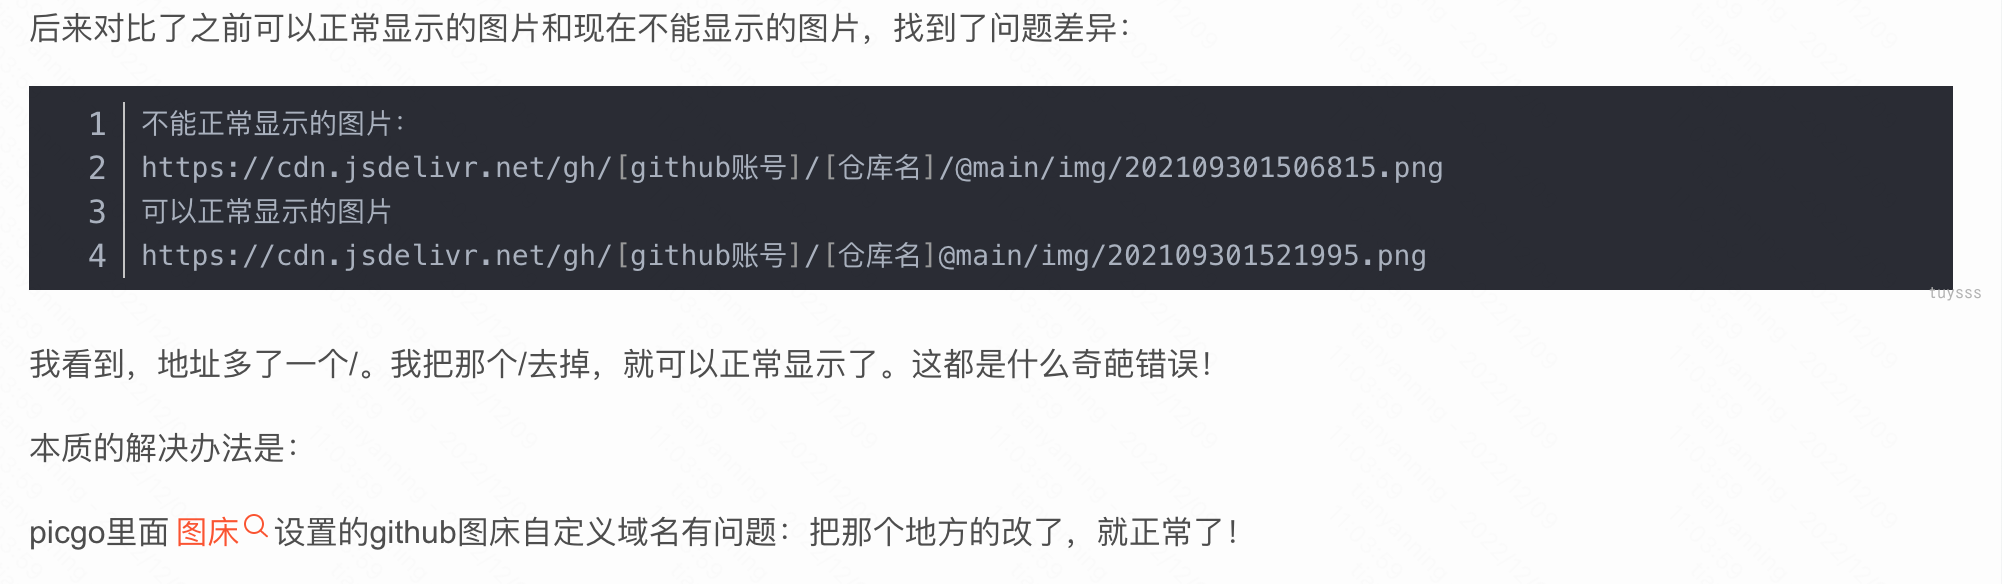 后来对比了之前可以正常显示的图片和现在不能显示的图片，找到了问题差异：
1 不能正常显示的图片：
2 https://cdn.jsdelivr.net/gh/[github账号]/[仓库名]/@main/img/202109301506815.png
3 可以正常显示的图片
4 https://cdn.jsdelivr.net/gh/[github账号]/[仓库名]@main/img/202109301521995.png
tuysss
我看到，地址多了一个/。我把那个/去掉，就可以正常显示了。这都是什么奇葩错误！
本质的解决办法是：
picgo里面 图床 设置的github图床自定义域名有问题：把那个地方的改了，就正常了！